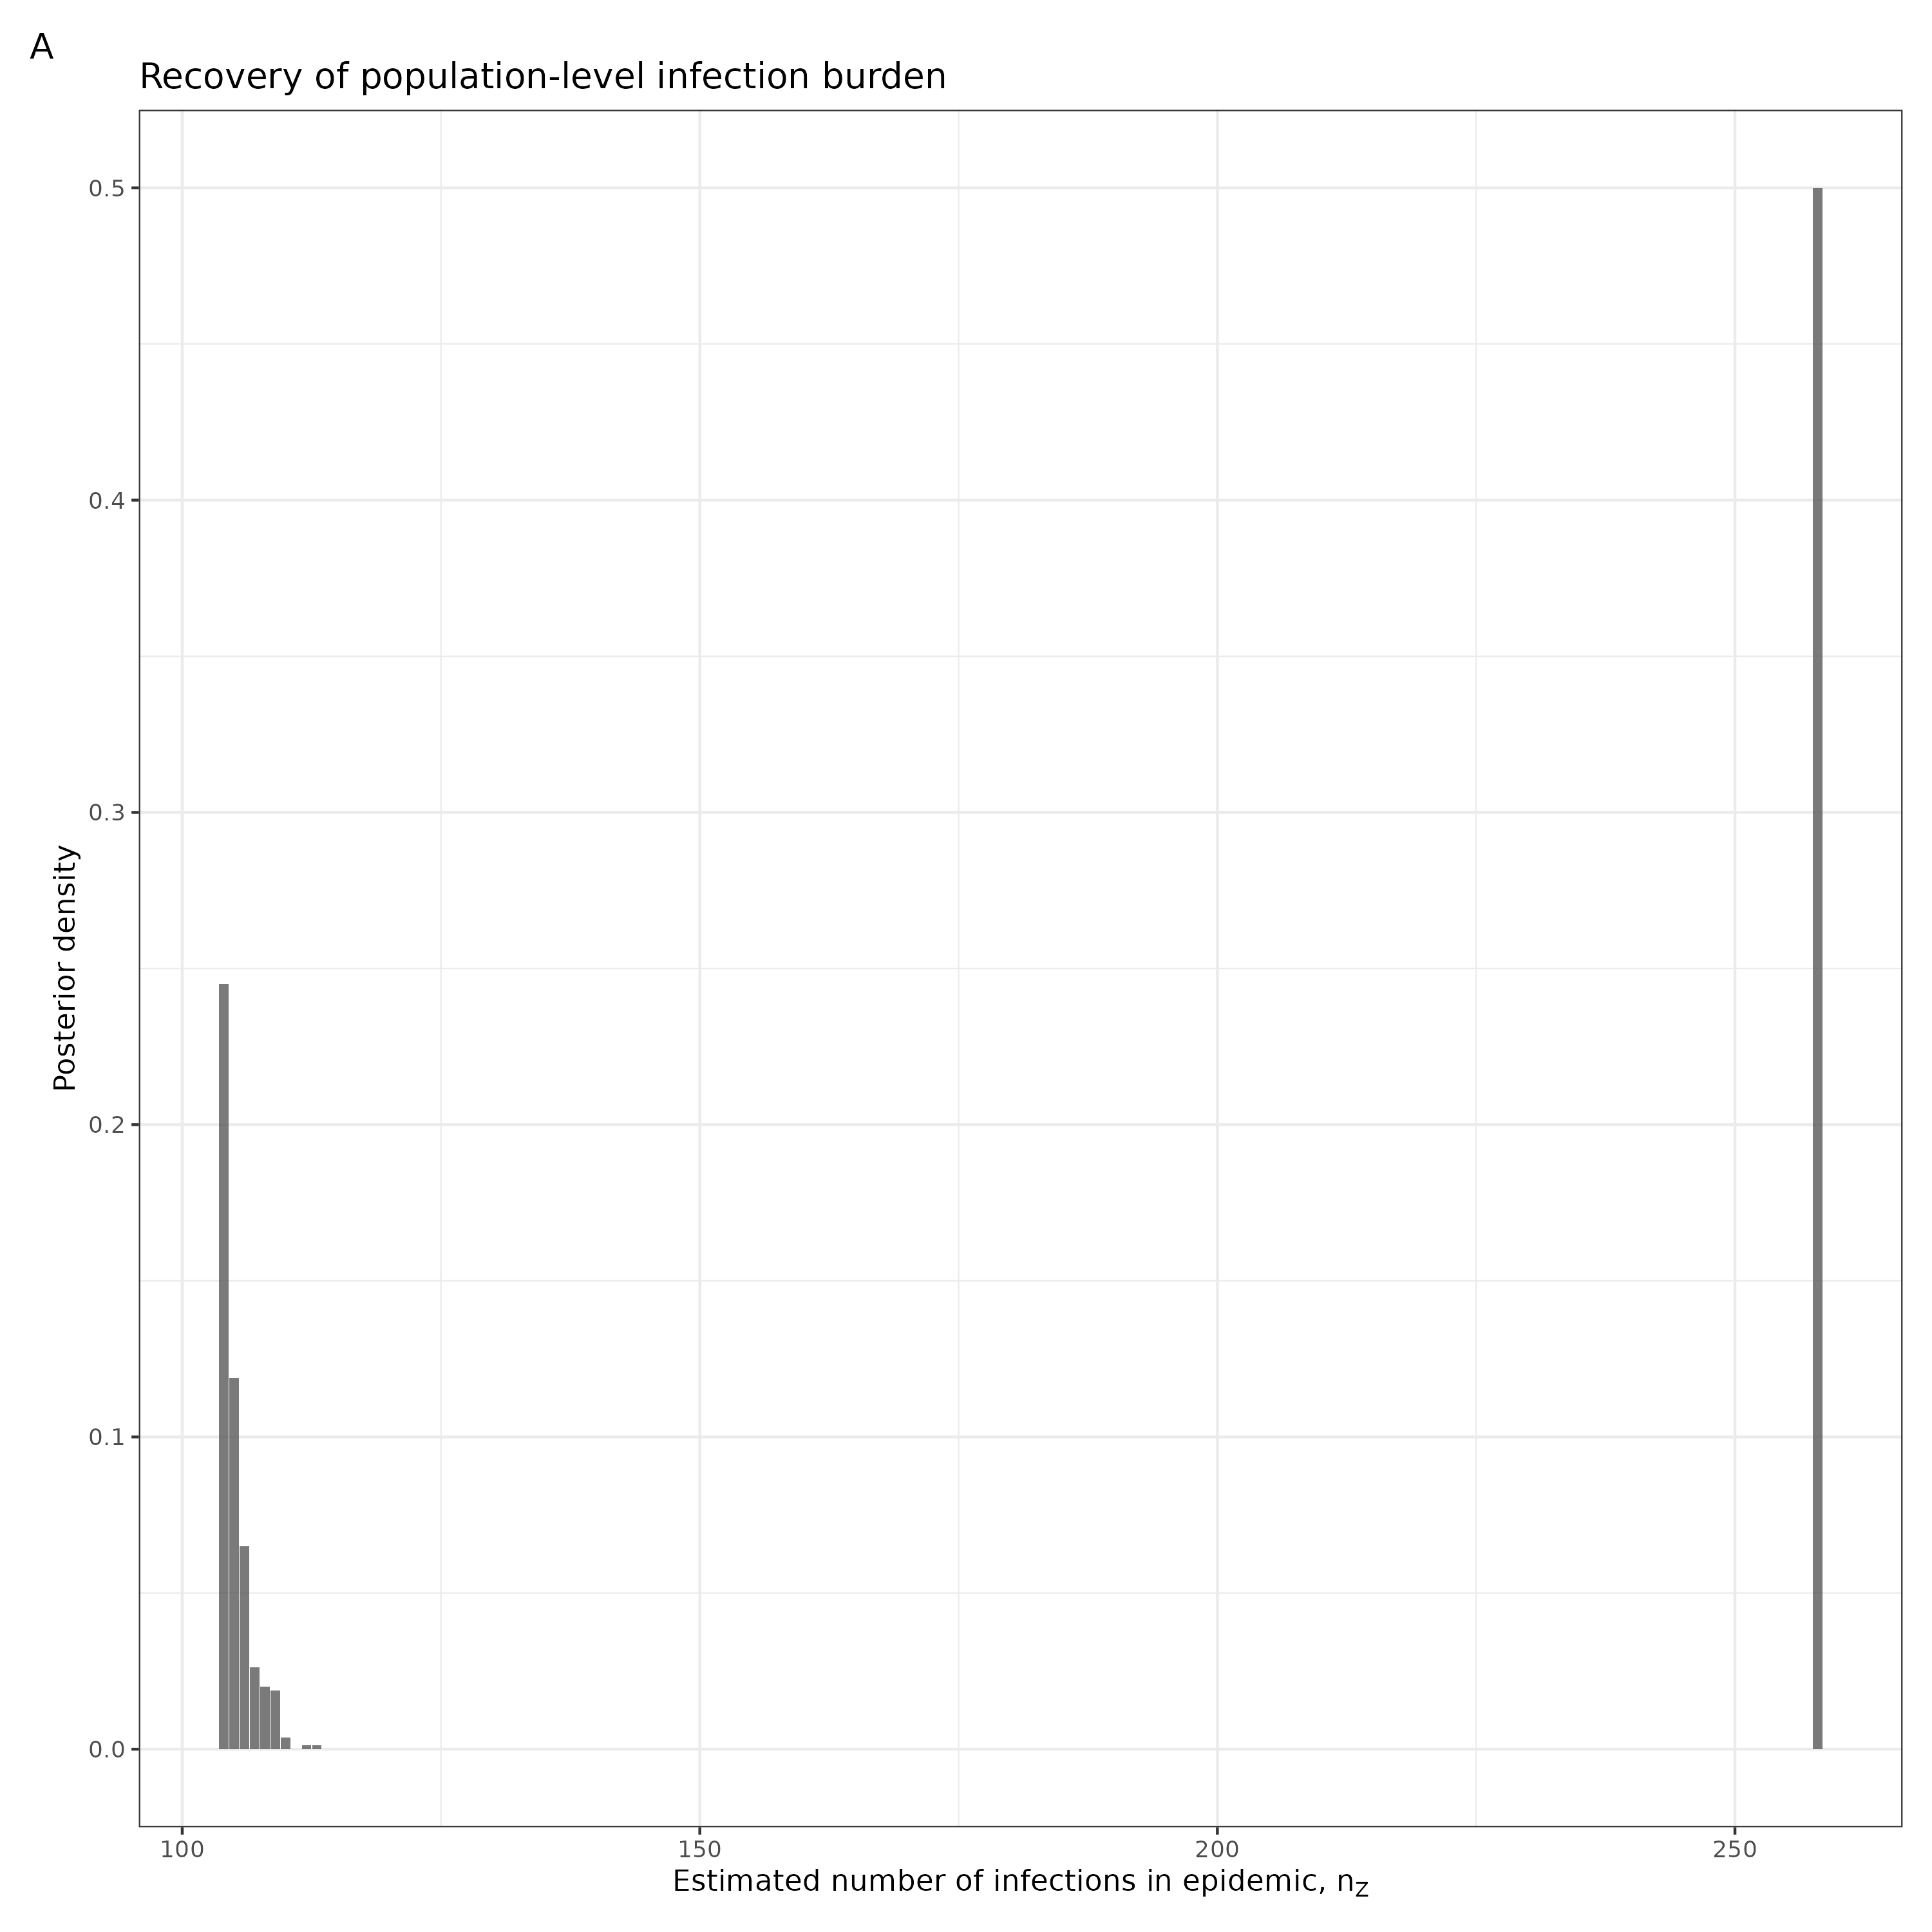 A
Recovery of population-level infection burden
0.5
0.4
0.3
0.2
0.1
0.0
Posterior density
100 150 200 250
Estimated number of infections in epidemic, nZ